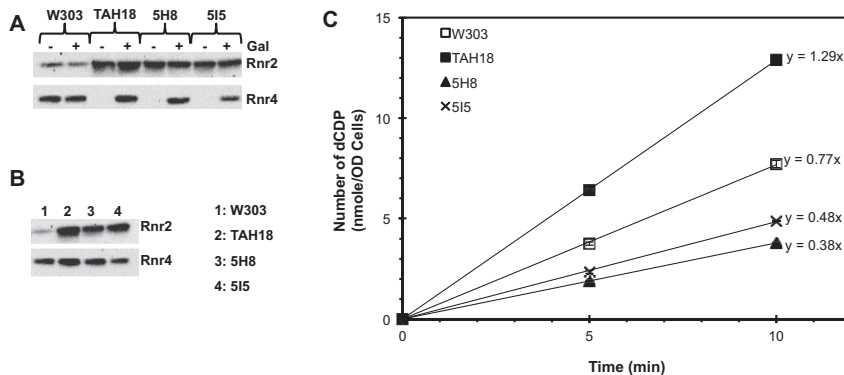 A
W303 TAH18 5H8 5I5
- + - + - + - + Gal
Rnr2
Rnr4
B
1 2 3 4
Rnr2
Rnr4
1: W303
2: TAH18
3: 5H8
4: 5I5
C
Number of dCDP
(nmole/OD Cells)
15
10
5
0
W303
TAH18
5H8
5I5
y = 1.29x
y = 0.77x
y = 0.48x
y = 0.38x
0 5 10
Time (min)